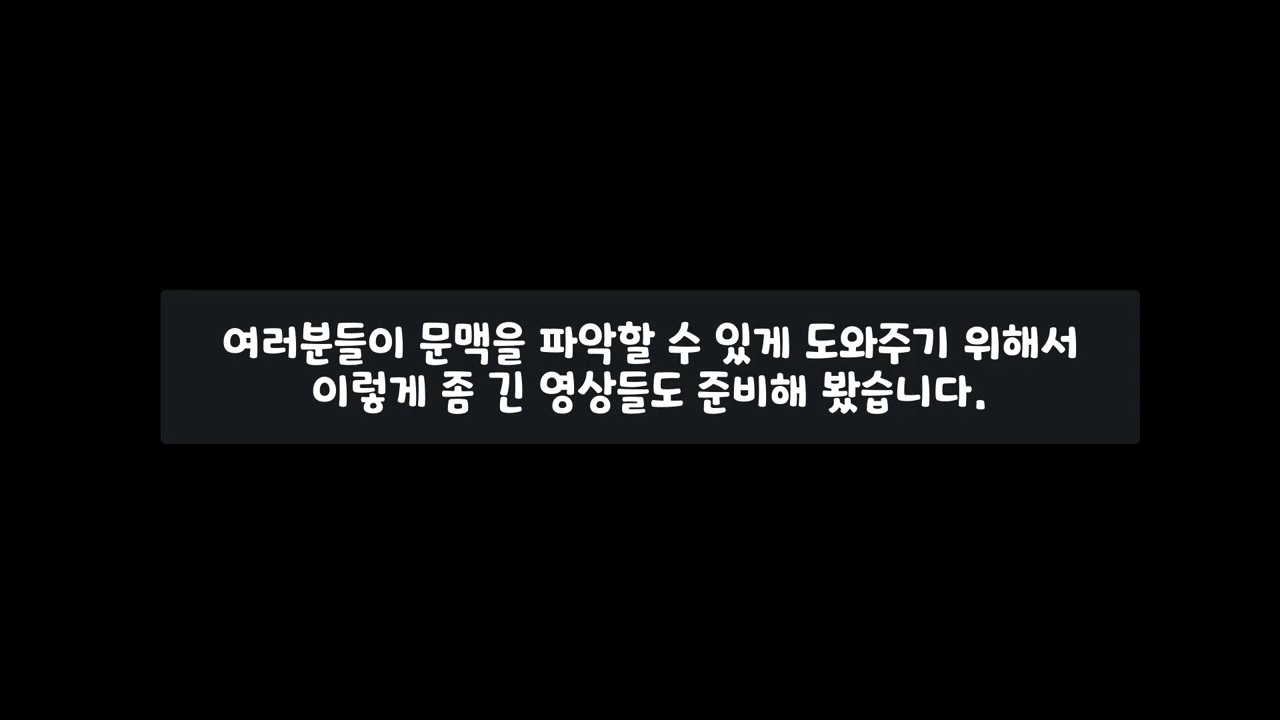 여러분들이 문맥을 파악할 수 있게 도와주기 위해서
이렇게 좀 긴 영상들도 준비해 봤습니다.